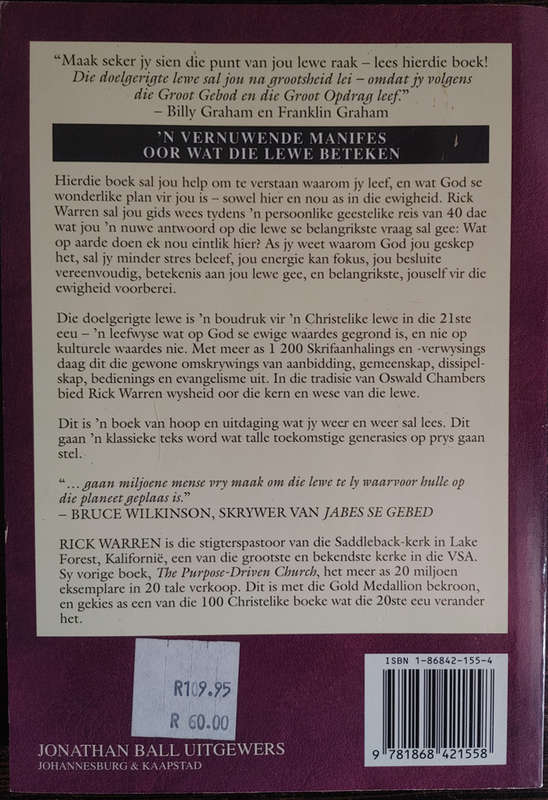 “Maak seker jy sien die punt van jou lewe raak – lees hierdie boek!
Die doelgerigte lewe sal jou na grootsheid lei – omdat jy volgens
die Groot Gebod en die Groot Opdrag leef.”
– Billy Graham en Franklin Graham
’N VERNUWENDE MANIFES
OOR WAT DIE LEWE BETEKEN
Hierdie boek sal jou help om te verstaan waarom jy leef, en wat God se
wonderlike plan vir jou is – sowel hier en nou as in die ewigheid. Rick
Warren sal jou gids wees tydens ’n persoonlike geestelike reis van 40 dae
wat jou ’n nuwe antwoord op die lewe se belangrikste vraag sal gee: Wat
op aarde doen ek nou eintlik hier? As jy weet waarom God jou geskep
het, sal jy minder stres beleef, jou energie kan fokus, jou besluite
vereenvoudig, betekenis aan jou lewe gee, en belangrikste, jouself vir die
ewigheid voorberei.
Die doelgerigte lewe is ’n boudruk vir ’n Christelike lewe in die 21ste
eeu – ’n leefwyse wat op God se ewige waardes gegrond is, en nie op
kulturele waardes nie. Met meer as 1 200 Skrifaanhalings en -verwysings
daag dit die gewone omskrywings van aanbidding, gemeenskap, dissipel-
skap, bedienings en evangelisme uit. In die tradisie van Oswald Chambers
bied Rick Warren wysheid oor die kern en wese van die lewe.
Dit is ’n boek van hoop en uitdaging wat jy weer en weer sal lees. Dit
gaan ’n klassieke teks word wat talle toekomstige generasies op prys gaan
stel.
“…gaan miljoene mense vry maak om die lewe te ly waarvoor hulle op
die planeet geplaas is.”
– BRUCE WILKINSON, SKRYWER VAN JABES SE GEBED
RICK WARREN is die stigterspastoor van die Saddleback-kerk in Lake
Forest, Kalifornië, een van die grootste en bekendste kerke in die VSA.
Sy vorige boek, The Purpose-Driven Church, het meer as 20 miljoen
eksemplare in 20 tale verkoop. Dit is met die Gold Medallion bekroon,
en gekies as een van die 100 Christelike boeke wat die 20ste eeu verander
het.
R109.95
R 60.00
ISBN 1-86842-155-4
9 781868 421558
JONATHAN BALL UITGEWERS
JOHANNESBURG & KAAPSTAD